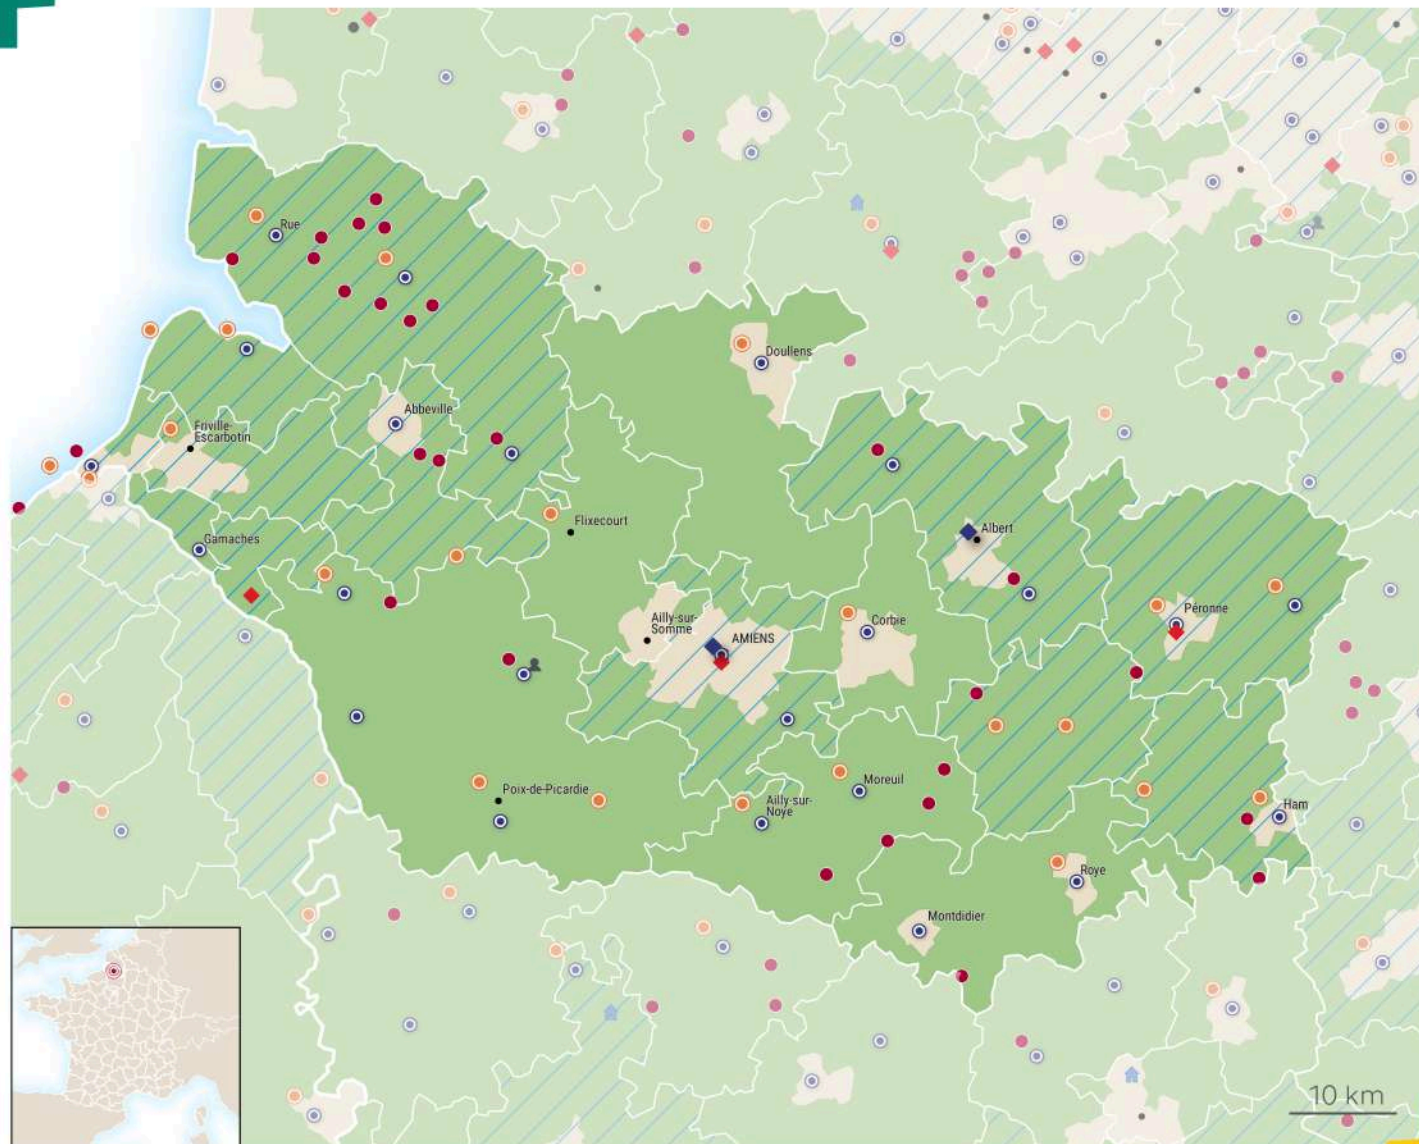 Rue
Doullens
Abbeville
Friville-
Escarbotin
Flixecourt
Gamaches
Albert
Ailly-sur-
Somme
AMIENS
Corbie
Péronne
Poix-de-Picardie
Moreuil
Ailly-sur-
Noye
Ham
Roye
Montdidier
10 km